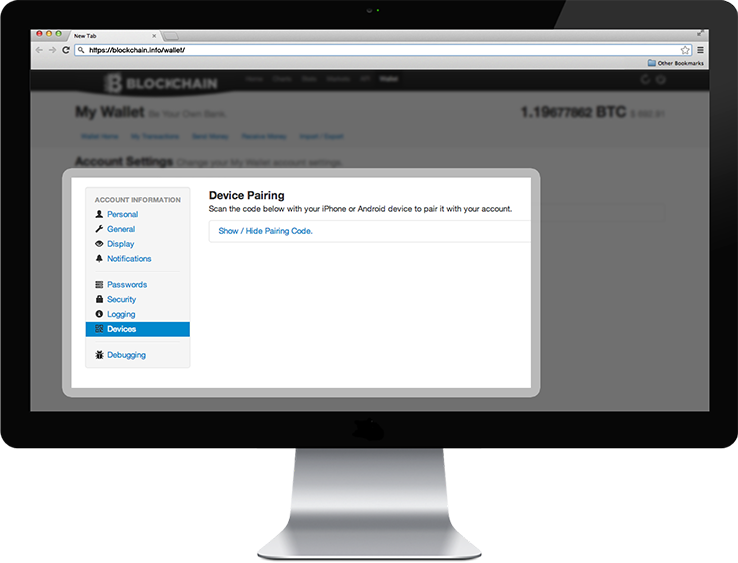 New Tab
https://blockchain.info/wallet/
Other Bookmarks
BLOCKCHAIN
Home Charts Stats Markets API Wallet
My Wallet Be Your Own Bank.
1.19677862 BTC
Wallet Home My Transactions Send Money Receive Money Import / Export
Account Settings Change your My Wallet account settings.
ACCOUNT INFORMATION
Personal
General
Display
Notifications
Passwords
Security
Logging
Devices
Debugging
Device Pairing
Scan the code below with your iPhone or Android device to pair it with your account.
Show / Hide Pairing Code.